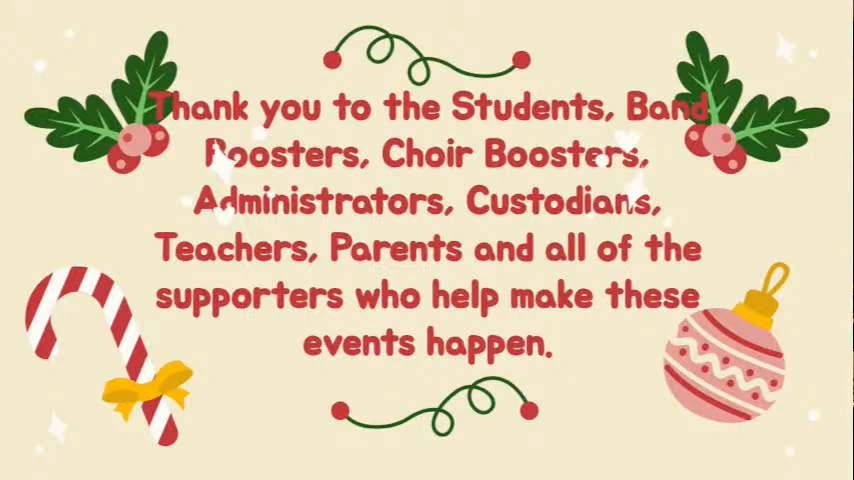 Thank you to the Students, Band
Boosters, Choir Boosters,
Administrators, Custodians,
Teachers, Parents and all of the
supporters who help make these
events happen.